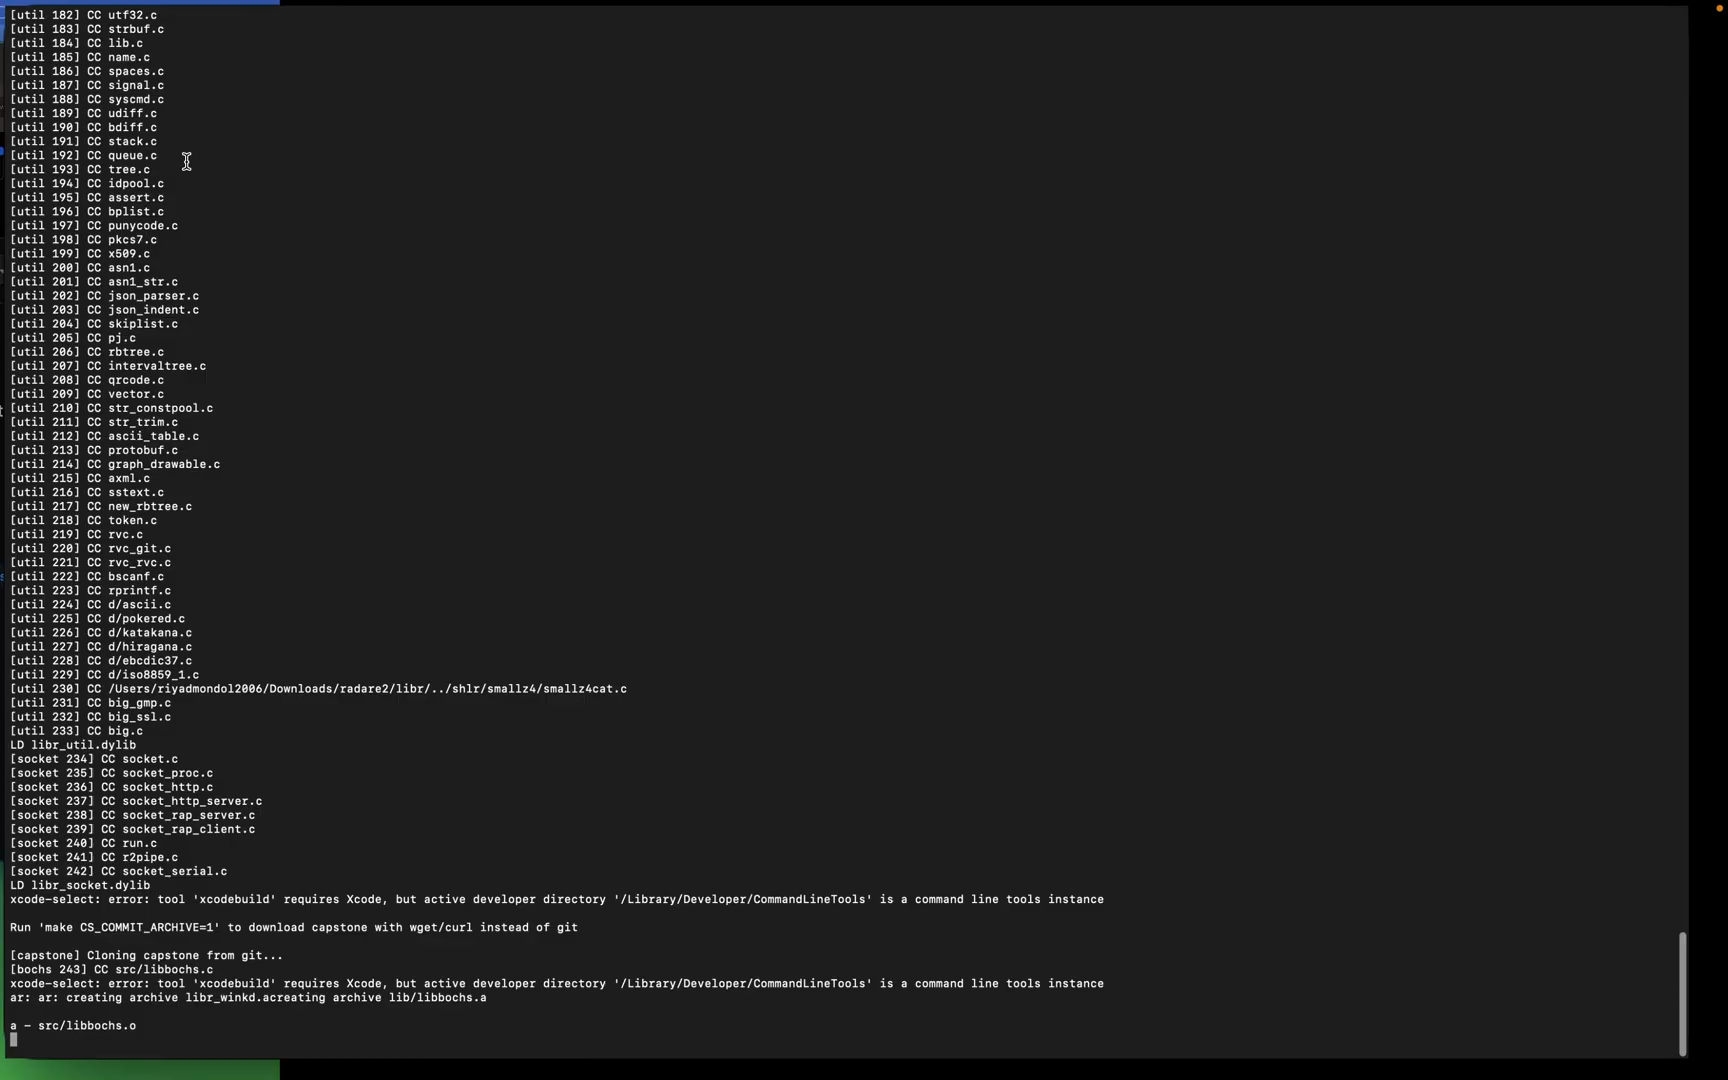 [util 182] CC utf32.c
[util 183] CC strbuf.c
[util 184] CC lib.c
[util 185] CC name.c
[util 186] CC spaces.c
[util 187] CC signal.c
[util 188] CC syscmd.c
[util 189] CC udiff.c
[util 190] CC bdiff.c
[util 191] CC stack.c
[util 192] CC queue.c
[util 193] CC tree.c
[util 194] CC idpool.c
[util 195] CC assert.c
[util 196] CC bplist.c
[util 197] CC punycode.c
[util 198] CC pkcs7.c
[util 199] CC x509.c
[util 200] CC asn1.c
[util 201] CC asn1_str.c
[util 202] CC json_parser.c
[util 203] CC json_indent.c
[util 204] CC skiplist.c
[util 205] CC pj.c
[util 206] CC rbtree.c
[util 207] CC intervaltree.c
[util 208] CC qrcode.c
[util 209] CC vector.c
[util 210] CC str_constpool.c
[util 211] CC str_trim.c
[util 212] CC ascii_table.c
[util 213] CC protobuf.c
[util 214] CC graph_drawable.c
[util 215] CC axml.c
[util 216] CC sstext.c
[util 217] CC new_rbtree.c
[util 218] CC token.c
[util 219] CC rvc.c
[util 220] CC rvc_git.c
[util 221] CC rvc_rvc.c
[util 222] CC bscanf.c
[util 223] CC rprintf.c
[util 224] CC d/ascii.c
[util 225] CC d/pokered.c
[util 226] CC d/katakana.c
[util 227] CC d/hiragana.c
[util 228] CC d/ebcdic37.c
[util 229] CC d/iso8859_1.c
[util 230] CC /Users/riyadmondol2006/Downloads/radare2/libr/../shlr/smallz4/smallz4cat.c
[util 231] CC big_gmp.c
[util 232] CC big_ssl.c
[util 233] CC big.c
LD libr_util.dylib
[socket 234] CC socket.c
[socket 235] CC socket_proc.c
[socket 236] CC socket_http.c
[socket 237] CC socket_http_server.c
[socket 238] CC socket_rap_server.c
[socket 239] CC socket_rap_client.c
[socket 240] CC run.c
[socket 241] CC r2pipe.c
[socket 242] CC socket_serial.c
LD libr_socket.dylib
xcode-select: error: tool 'xcodebuild' requires Xcode, but active developer directory '/Library/Developer/CommandLineTools' is a command line tools instance
Run 'make CS_COMMIT_ARCHIVE=1' to download capstone with wget/curl instead of git
[capstone] Cloning capstone from git...
[bochs 243] CC src/libbochs.c
xcode-select: error: tool 'xcodebuild' requires Xcode, but active developer directory '/Library/Developer/CommandLineTools' is a command line tools instance
ar: ar: creating archive libr_winkd.acreating archive lib/libbochs.a
a - src/libbochs.o